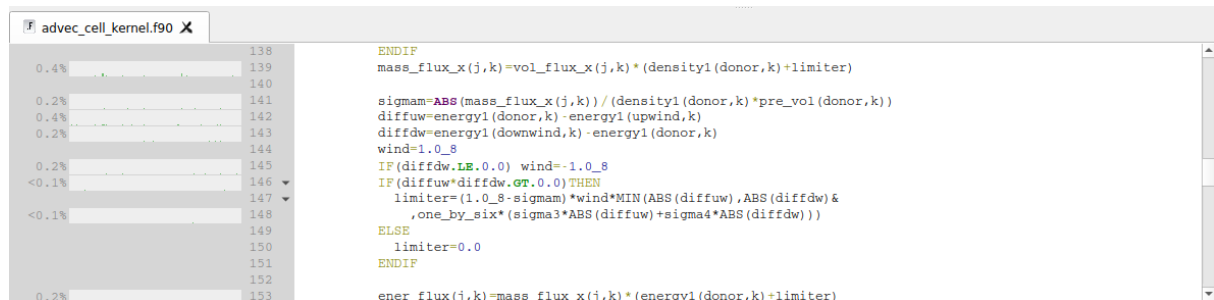 advec_cell_kernel.f90 X
138 ENDIF
0.4% 139 mass_flux_x(j,k)=vol_flux_x(j,k)*(density1(donor,k)+limiter)
140
0.2% 141 sigmam=ABS(mass_flux_x(j,k))/(density1(donor,k)*pre_vol(donor,k))
0.4% 142 diffuw=energy1(donor,k)-energy1(upwind,k)
0.2% 143 diffdw=energy1(downwind,k)-energy1(donor,k)
144 wind=1.0_8
0.2% 145 IF(diffdw.LE.0.0) wind=-1.0_8
<0.1% 146 IF(diffuw*diffdw.GT.0.0)THEN
147 limiter=(1.0_8-sigmam)*wind*MIN(ABS(diffuw),ABS(diffdw)&
<0.1% 148 ,one_by_six*(sigma3*ABS(diffuw)+sigma4*ABS(diffdw)))
149 ELSE
150 limiter=0.0
151 ENDIF
152
0.2% 153 ener_flux(j,k)=mass_flux_x(j,k)*(energy1(donor,k)+limiter)